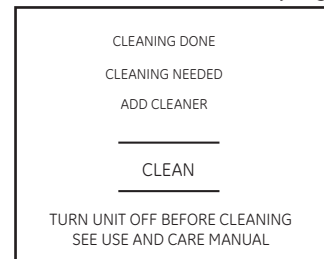 CLEANING DONE
CLEANING NEEDED
ADD CLEANER
CLEAN
TURN UNIT OFF BEFORE CLEANING
SEE USE AND CARE MANUAL